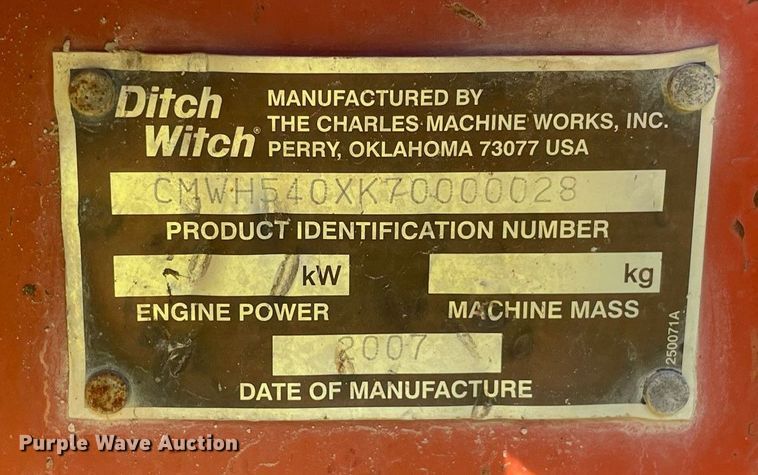 Ditch
Witch®
MANUFACTURED BY
THE CHARLES MACHINE WORKS, INC.
PERRY, OKLAHOMA 73077 USA
CMWH540XK70000028
PRODUCT IDENTIFICATION NUMBER
kW
ENGINE POWER
kg
MACHINE MASS
2007
DATE OF MANUFACTURE
250071A
Purple Wave Auction